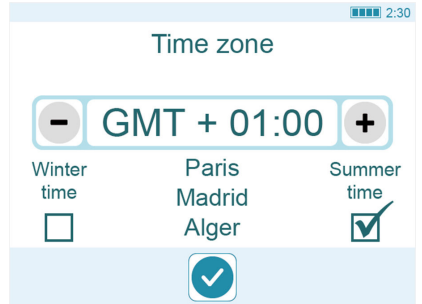 2:30
Time zone
- GMT + 01:00 +
Winter time
Paris
Madrid
Alger
Summer time